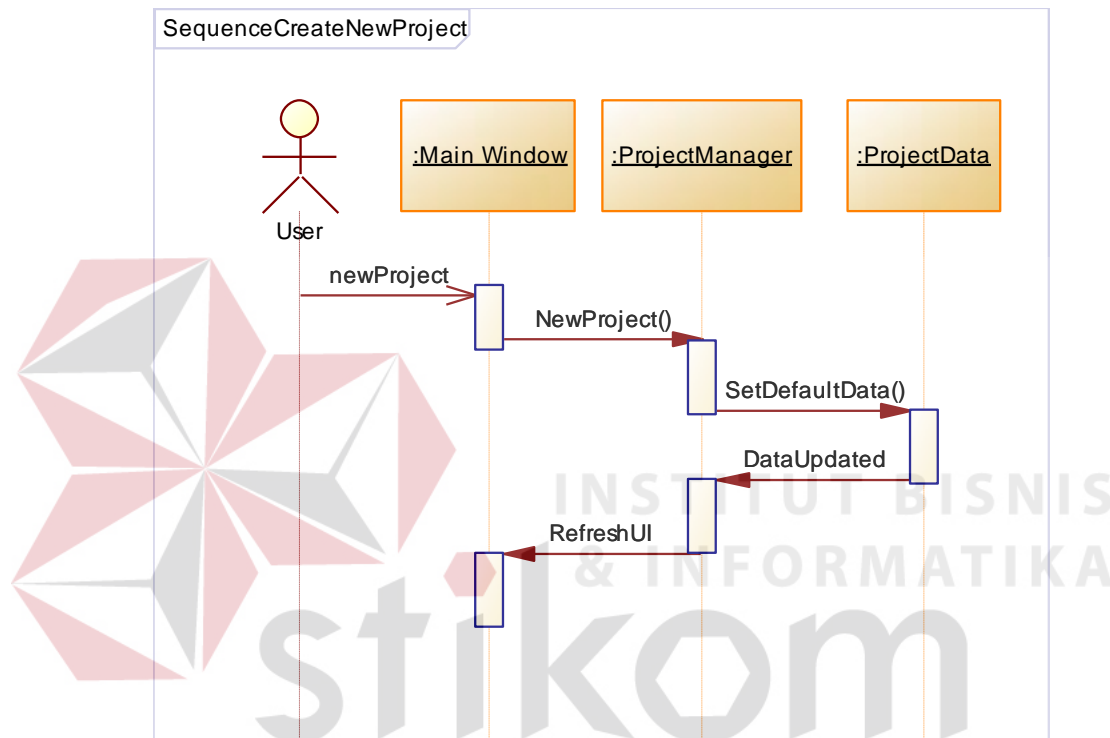 SequenceCreateNewProject
:Main Window
:ProjectManager
:ProjectData
User
newProject
NewProject()
SetDefaultData()
DataUpdated
RefreshUI
INSTITUT BISNIS
& INFORMATIKA
stikom